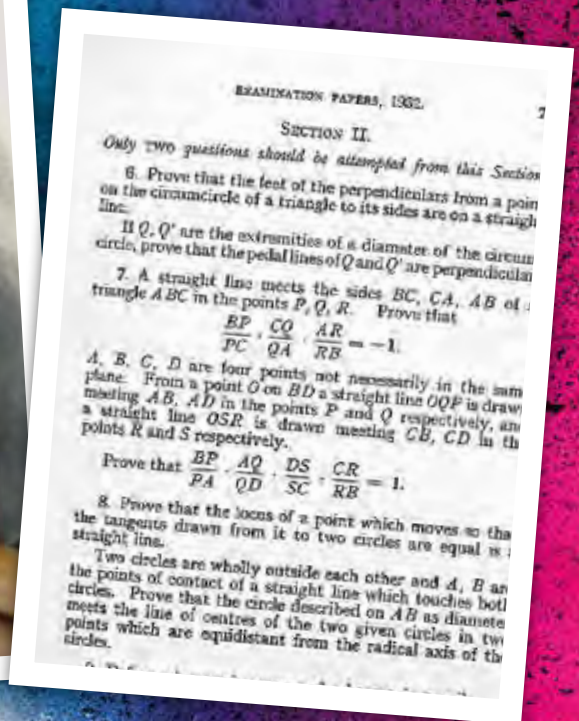 EXAMINATION PAPERS, 1932.
7
SECTION II.
Only TWO questions should be attempted from this Section
6. Prove that the feet of the perpendiculars from a poin
on the circumcircle of a triangle to its sides are on a straigh
line.
If Q, Q' are the extremities of a diameter of the circum
circle, prove that the pedal lines of Q and Q' are perpendicular
7. A straight line meets the sides BC, CA, AB of
triangle ABC in the points P, Q, R. Prove that
BP/PC . CQ/QA . AR/RB = -1.
A, B, C, D are four points not necessarily in the sam
plane. From a point O on BD a straight line OQP is draw
meeting AB, AD in the points P and Q respectively, and
a straight line OSR is drawn meeting CB, CD in th
points R and S respectively.
Prove that BP/PA . AQ/QD . DS/SC . CR/RB = 1.
8. Prove that the locus of a point which moves so tha
the tangents drawn from it to two circles are equal is
straight line.
Two circles are wholly outside each other and A, B are
the points of contact of a straight line which touches both
circles. Prove that the circle described on AB as diamete
meets the line of centres of the two given circles in two
points which are equidistant from the radical axis of the
circles.